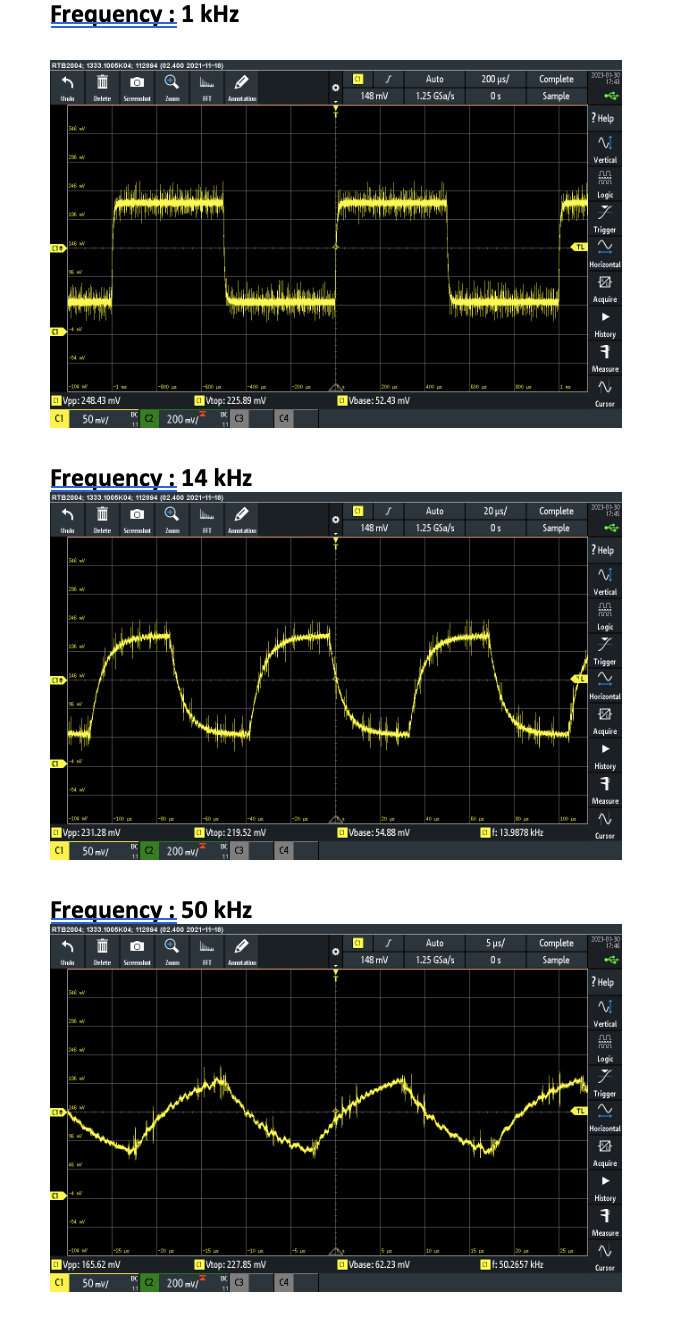 Frequency : 1 kHz
RTB2004; 1333.1005K04; 112894 (02.400 2021-11-18)
Undo Delete Screenshot Zoom FFT Annotation
C1 Auto 200 µs/ Complete
148 mV 1.25 GSa/s 0 s Sample
2023-01-30
17:43
? Help
Vertical
Logic
Trigger
Horizontal
Acquire
History
Measure
Cursor
T
346 mV
296 mV
246 mV
196 mV
C1 146 mV TL
96 mV
C1 -4 mV
-54 mV
-104 mV -1 ms -800 µs -600 µs -400 µs -200 µs 200 µs 400 µs 600 µs 800 µs 1 ms
C1 Vpp: 248.43 mV C1 Vtop: 225.89 mV C1 Vbase: 52.43 mV
C1 50 mV/ DC 1:1 C2 200 mV/ DC 1:1 C3 C4
Frequency : 14 kHz
RTB2004; 1333.1005K04; 112894 (02.400 2021-11-18)
Undo Delete Screenshot Zoom FFT Annotation
C1 Auto 20 µs/ Complete
148 mV 1.25 GSa/s 0 s Sample
2023-01-30
17:45
? Help
Vertical
Logic
Trigger
Horizontal
Acquire
History
Measure
Cursor
T
346 mV
296 mV
246 mV
196 mV
C1 146 mV TL
96 mV
C1 -4 mV
-54 mV
-104 mV -100 µs -80 µs -60 µs -40 µs -20 µs 20 µs 40 µs 60 µs 80 µs 100 µs
C1 Vpp: 231.28 mV C1 Vtop: 219.52 mV C1 Vbase: 54.88 mV C1 f: 13.9878 kHz
C1 50 mV/ DC 1:1 C2 200 mV/ DC 1:1 C3 C4
Frequency : 50 kHz
RTB2004; 1333.1005K04; 112894 (02.400 2021-11-18)
Undo Delete Screenshot Zoom FFT Annotation
C1 Auto 5 µs/ Complete
148 mV 1.25 GSa/s 0 s Sample
2023-01-30
17:46
? Help
Vertical
Logic
Trigger
Horizontal
Acquire
History
Measure
Cursor
T
346 mV
296 mV
246 mV
196 mV
C1 146 mV TL
96 mV
46 mV
C1 -4 mV
-54 mV
-104 mV -25 µs -20 µs -15 µs -10 µs -5 µs 5 µs 10 µs 15 µs 20 µs 25 µs
C1 Vpp: 165.62 mV C1 Vtop: 227.85 mV C1 Vbase: 62.23 mV C1 f: 50.2657 kHz
C1 50 mV/ DC 1:1 C2 200 mV/ DC 1:1 C3 C4